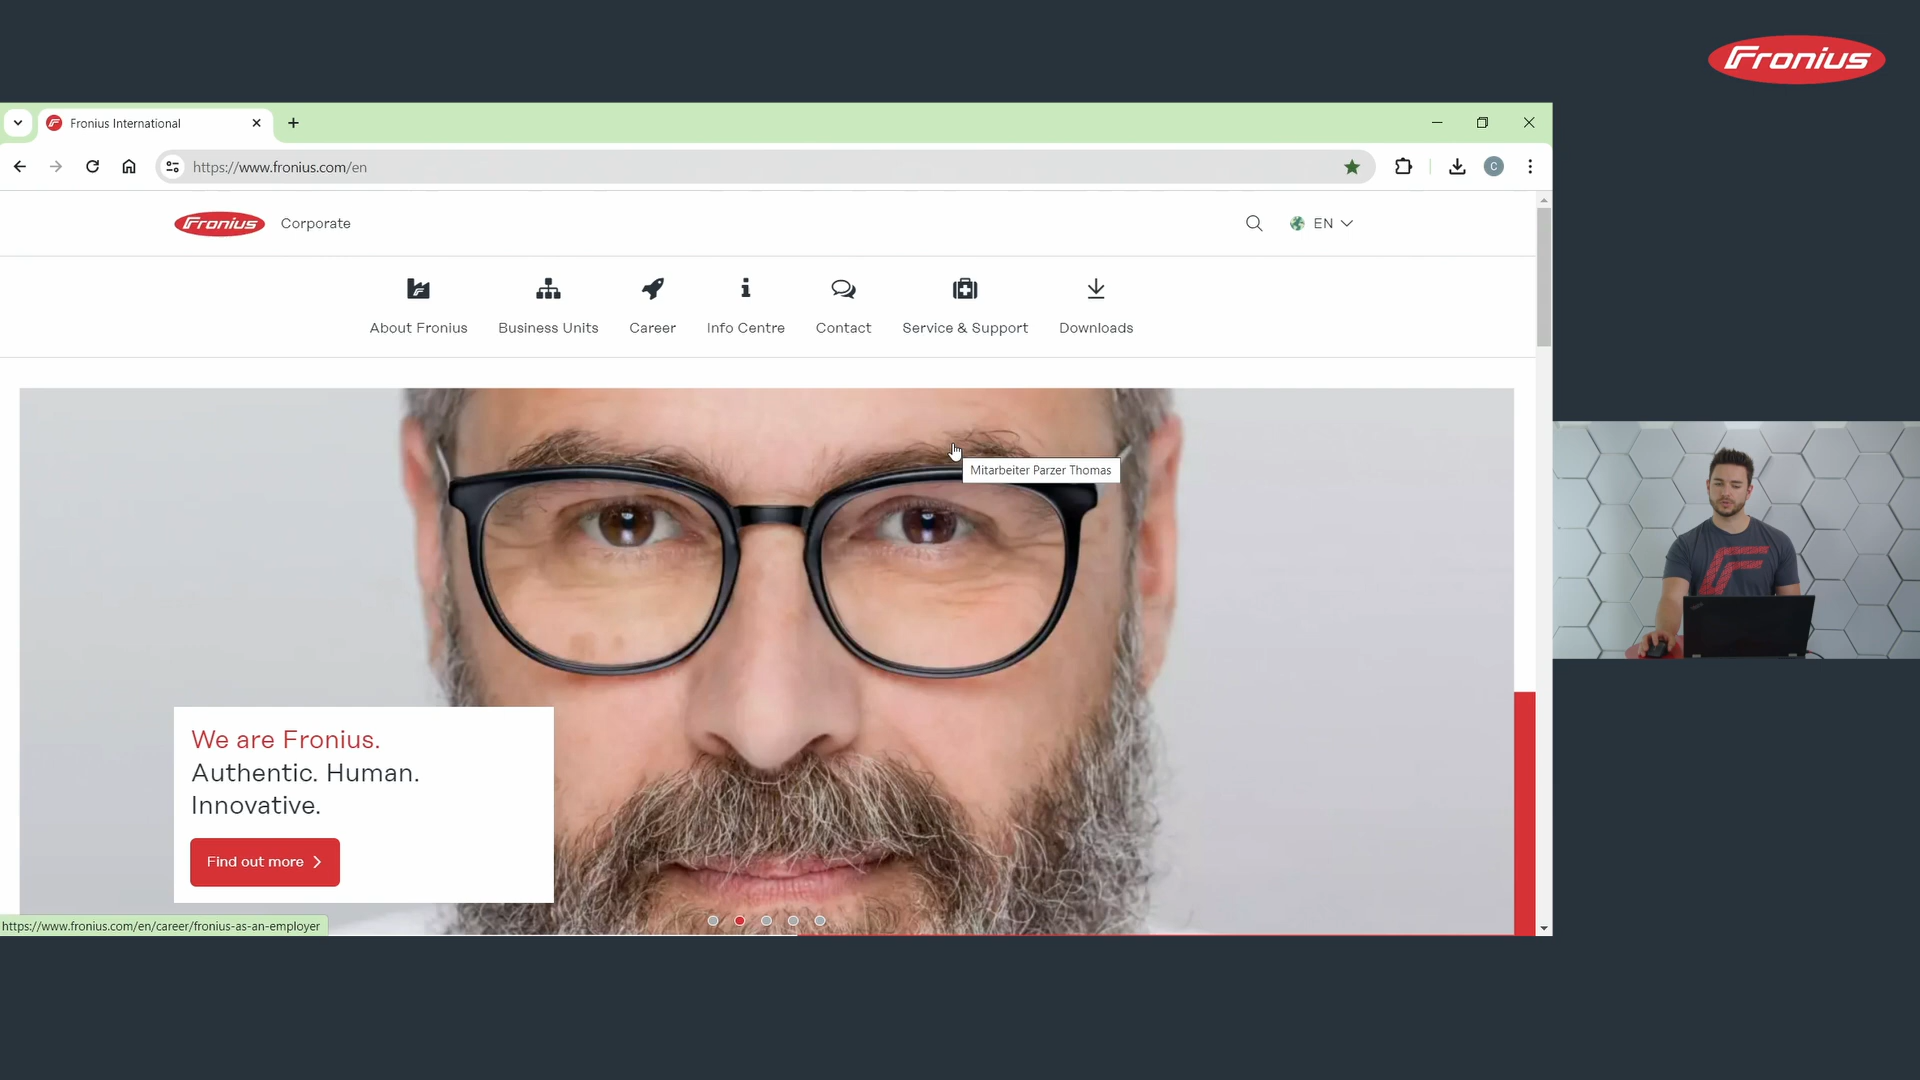 Fronius
Fronius International
https://www.fronius.com/en
Fronius
Corporate
EN
About Fronius
Business Units
Career
Info Centre
Contact
Service & Support
Downloads
Mitarbeiter Parzer Thomas
We are Fronius.
Authentic. Human.
Innovative.
Find out more
https://www.fronius.com/en/career/fronius-as-an-employer
C